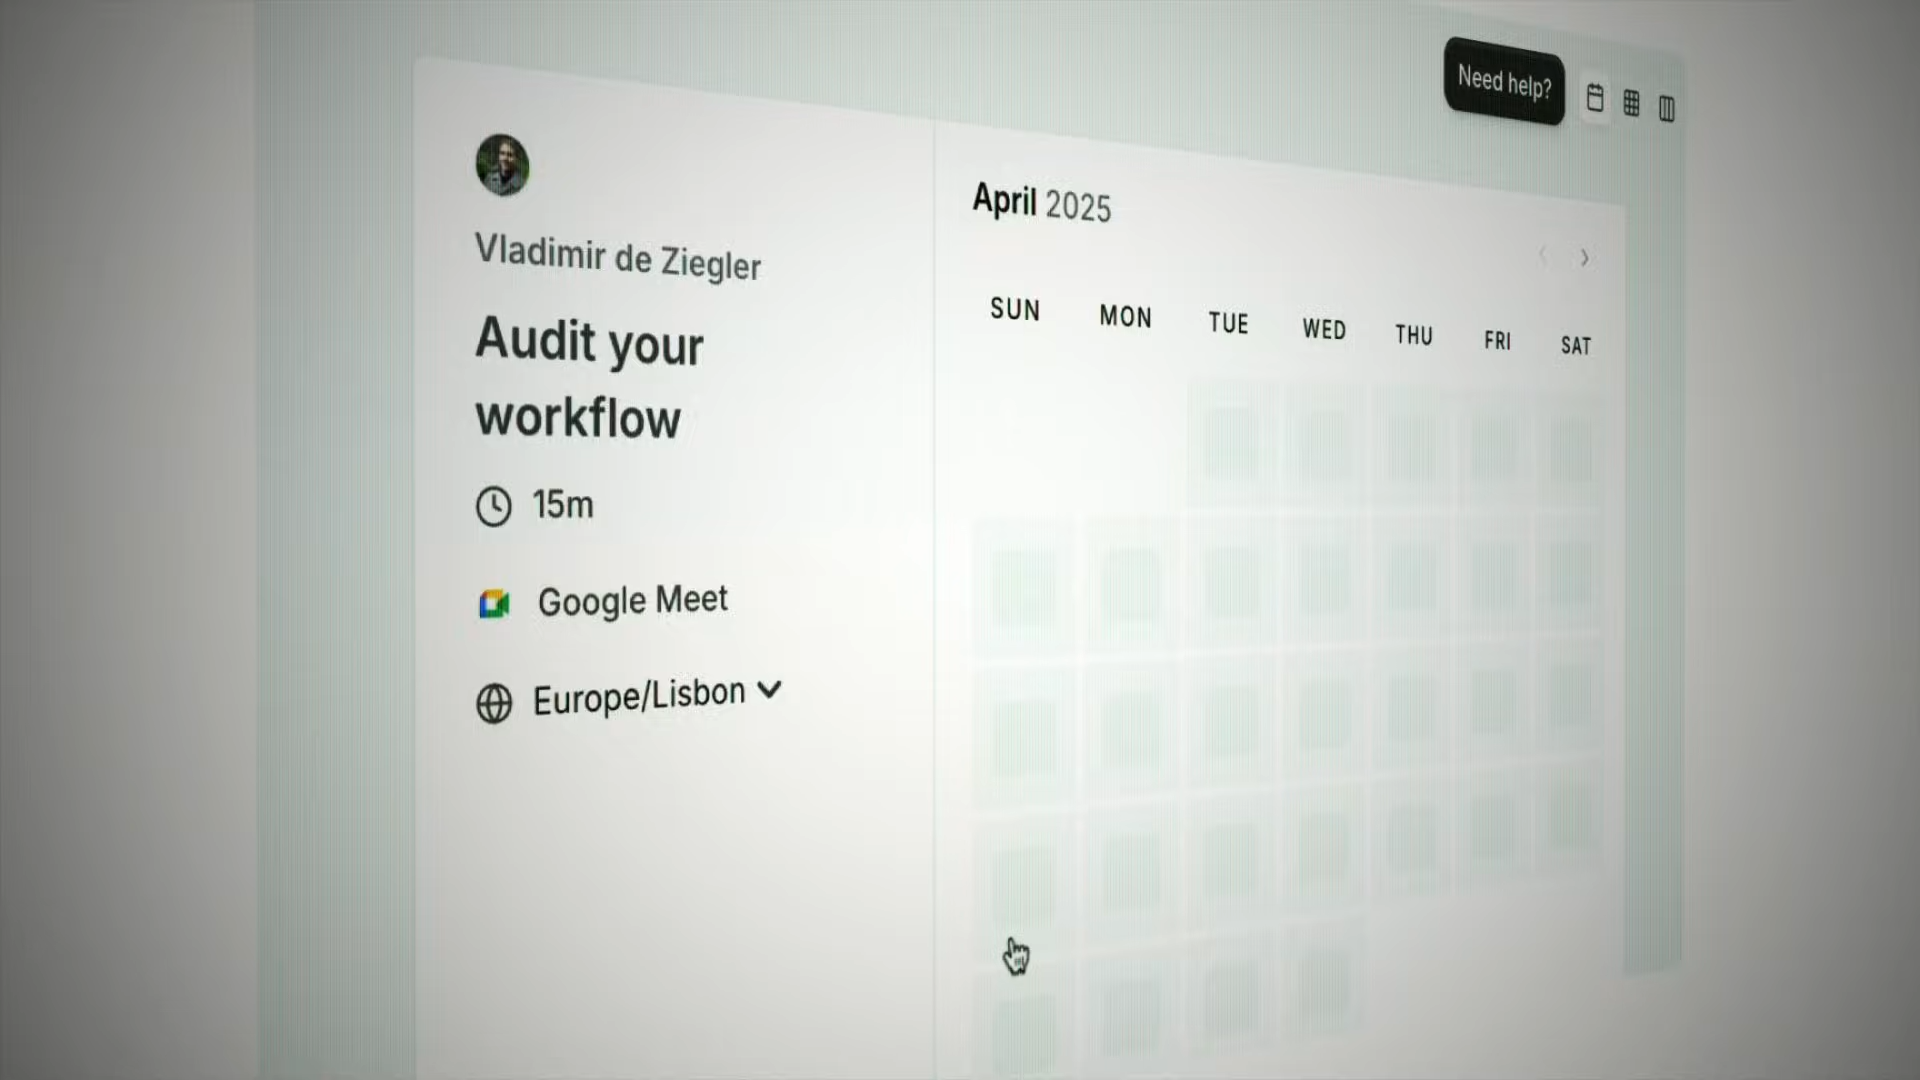 Need help?
Vladimir de Ziegler
Audit your
workflow
15m
Google Meet
Europe/Lisbon
April 2025
SUN MON TUE WED THU FRI SAT